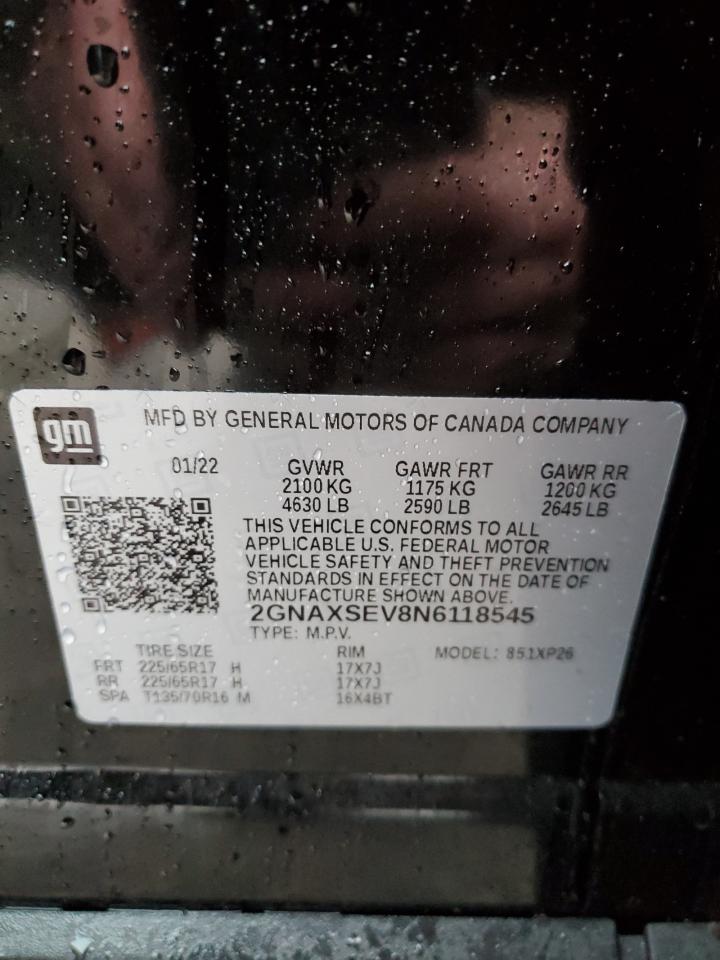 gm
MFD BY GENERAL MOTORS OF CANADA COMPANY
01/22 GVWR GAWR FRT GAWR RR
2100 KG 1175 KG 1200 KG
4630 LB 2590 LB 2645 LB
THIS VEHICLE CONFORMS TO ALL
APPLICABLE U.S. FEDERAL MOTOR
VEHICLE SAFETY AND THEFT PREVENTION
STANDARDS IN EFFECT ON THE DATE OF
MANUFACTURE SHOWN ABOVE.
2GNAXSEV8N6118545
TYPE: M.P.V.
TIRE SIZE RIM MODEL: 851XP26
FRT 225/65R17 H 17X7J
RR 225/65R17 H 17X7J
SPA T135/70R16 M 16X4BT